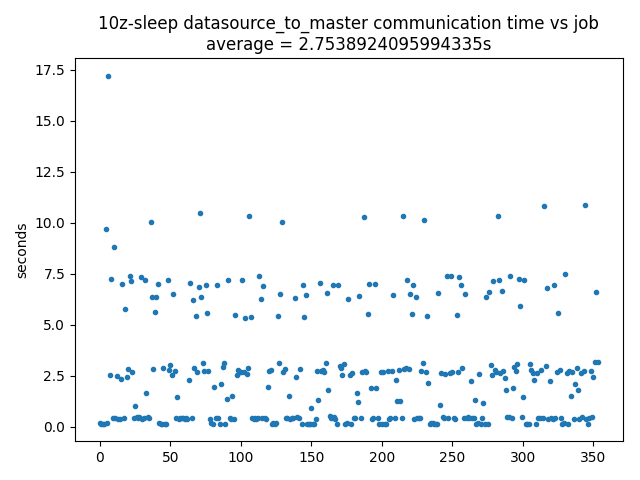 10z-sleep datasource_to_master communication time vs job
average = 2.7538924095994335s
17.5
15.0
12.5
10.0
7.5
5.0
2.5
0.0
seconds
0 50 100 150 200 250 300 350